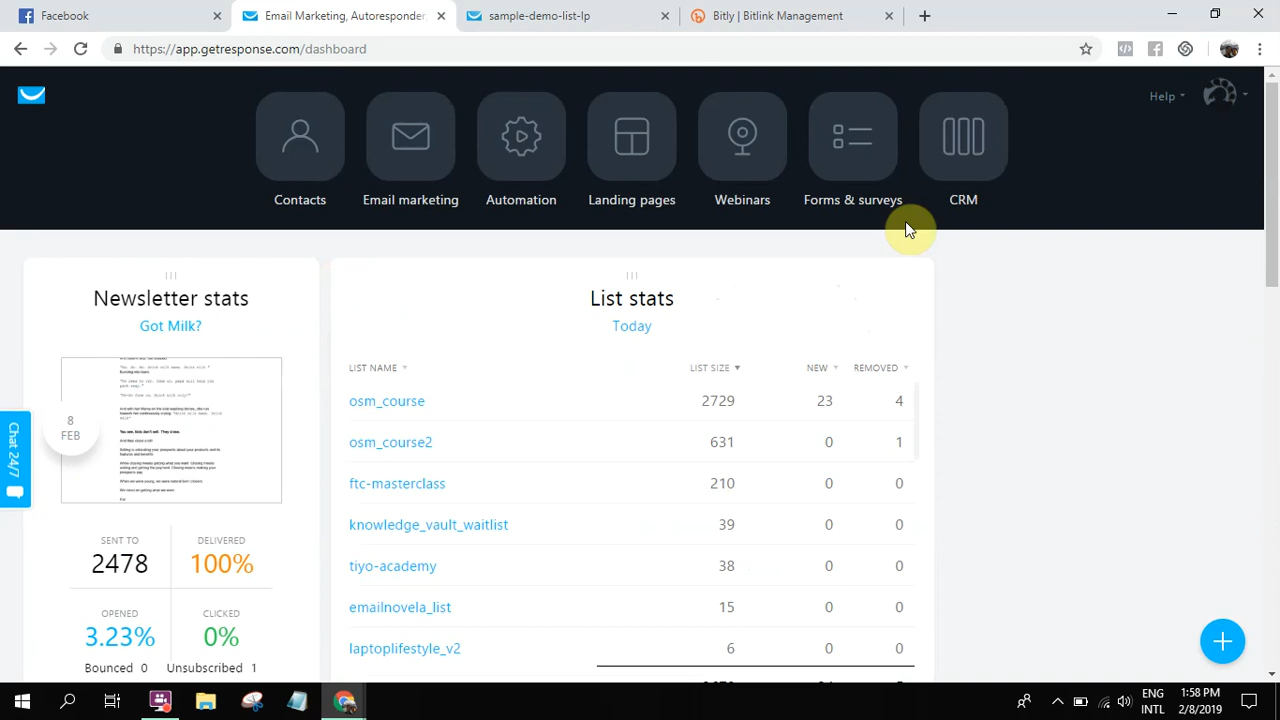 Facebook
Email Marketing, Autoresponder,
sample-demo-list-lp
Bitly | Bitlink Management
https://app.getresponse.com/dashboard
Help
Contacts
Email marketing
Automation
Landing pages
Webinars
Forms & surveys
CRM
Newsletter stats
Got Milk?
8
FEB
SENT TO
2478
DELIVERED
100%
OPENED
3.23%
CLICKED
0%
Bounced 0
Unsubscribed 1
List stats
Today
LIST NAME LIST SIZE NEW REMOVED
osm_course 2729 23 4
osm_course2 631 0 1
ftc-masterclass 210 0 0
knowledge_vault_waitlist 39 0 0
tiyo-academy 38 0 0
emailnovela_list 15 0 0
laptoplifestyle_v2 6 0 0
Chat 24/7
ENG
INTL
1:58 PM
2/8/2019